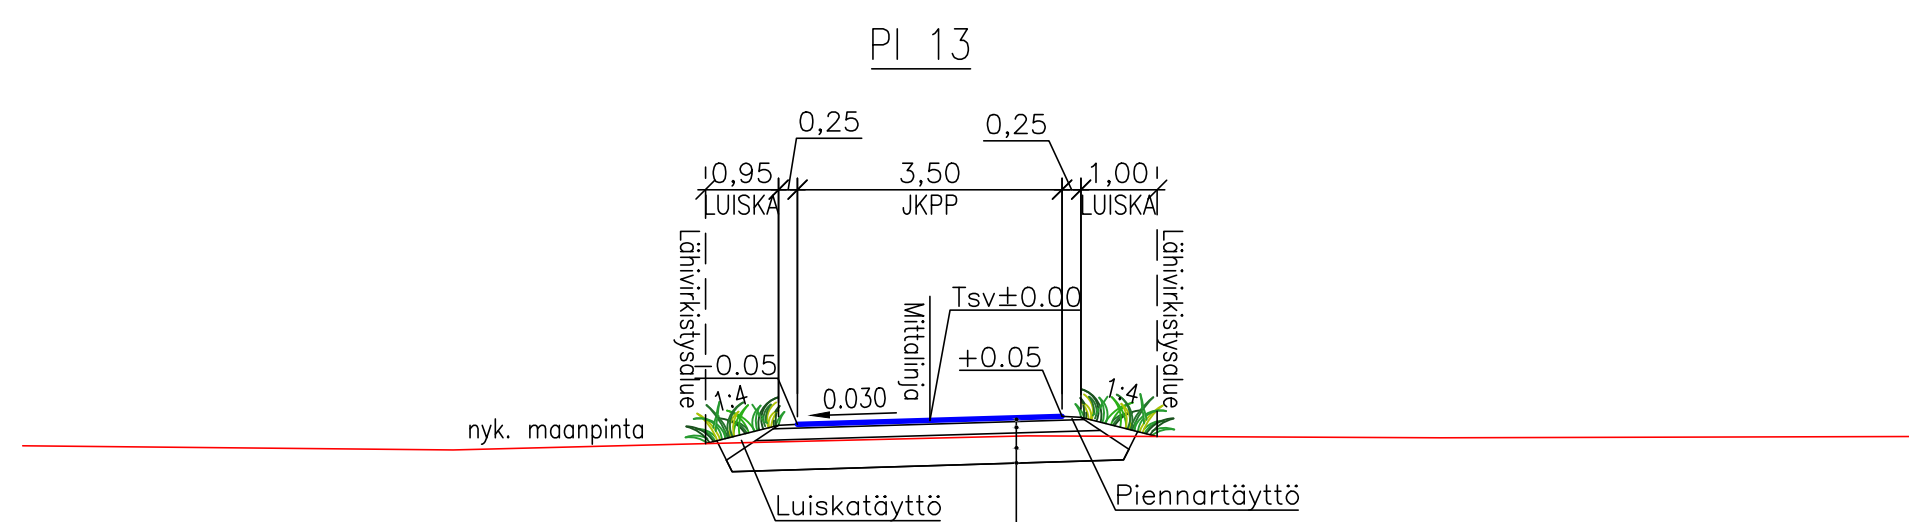 Pl 13
0,25
0,25
0,95
3,50
1,00
LUISKA
JKPP
LUISKA
Lähivirkistysalue
Lähivirkistysalue
Tsv±0.00
Mittalinja
+0.05
-0.05
1:4
0.030
1:4
nyk. maanpinta
Luiskatäyttö
Piennartäyttö